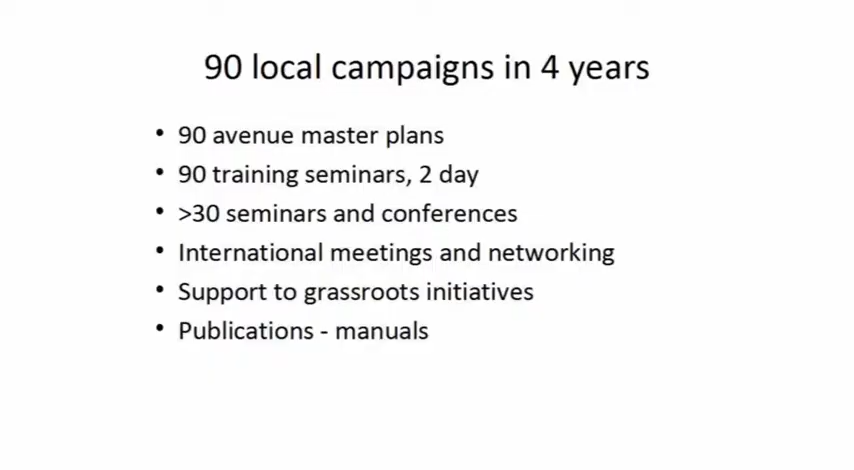 90 local campaigns in 4 years
• 90 avenue master plans
• 90 training seminars, 2 day
• >30 seminars and conferences
• International meetings and networking
• Support to grassroots initiatives
• Publications - manuals